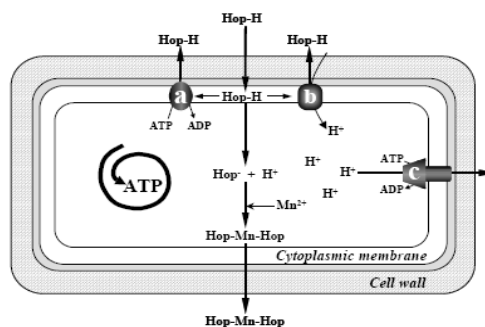 Hop-H
Hop-H
Hop-H
a
Hop-H
b
ATP
ADP
H⁺
ATP
Hop⁻ + H⁺
H⁺
H⁺
H⁺
ATP
ADP
c
Mn²⁺
Hop-Mn-Hop
Cytoplasmic membrane
Cell wall
Hop-Mn-Hop